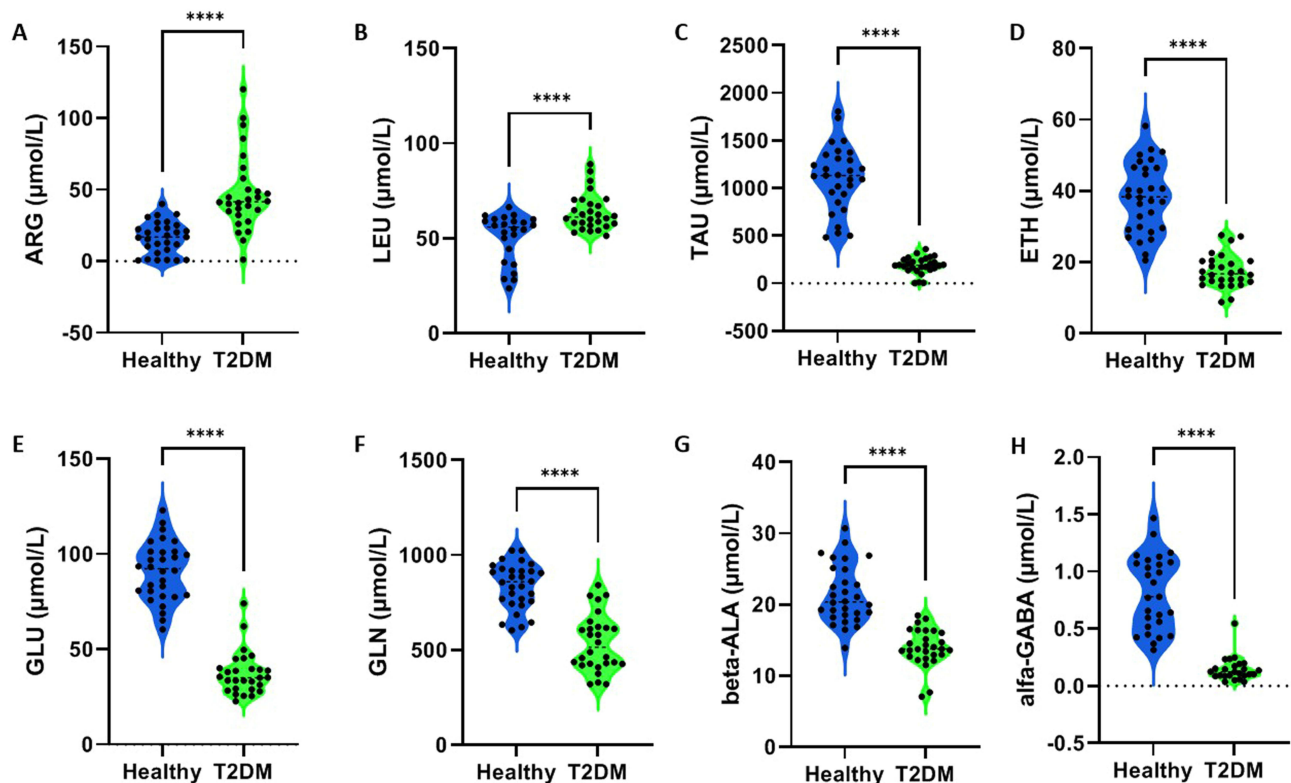 A
ARG (µmol/L)
150
100
50
0
-50
****
Healthy T2DM
B
LEU (µmol/L)
150
100
50
0
****
Healthy T2DM
C
TAU (µmol/L)
2500
2000
1500
1000
500
0
-500
****
Healthy T2DM
D
ETH (µmol/L)
80
60
40
20
0
****
Healthy T2DM
E
GLU (µmol/L)
150
100
50
0
****
Healthy T2DM
F
GLN (µmol/L)
1500
1000
500
0
****
Healthy T2DM
G
beta-ALA (µmol/L)
40
30
20
10
0
****
Healthy T2DM
H
alfa-GABA (µmol/L)
2.0
1.5
1.0
0.5
0.0
-0.5
****
Healthy T2DM